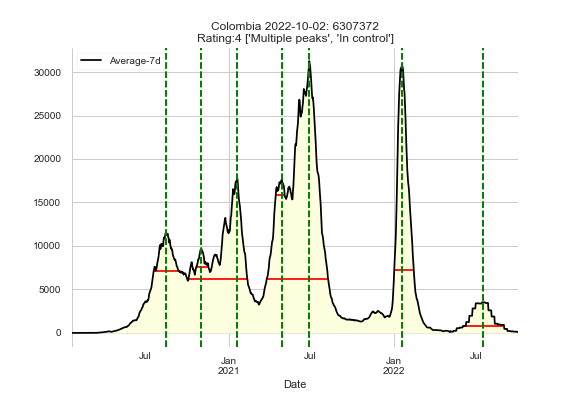 Colombia 2022-10-02: 6307372
Rating:4 ['Multiple peaks', 'In control']
Average-7d
30000
25000
20000
15000
10000
5000
0
Jul
Jan
2021
Jul
Jan
2022
Jul
Date